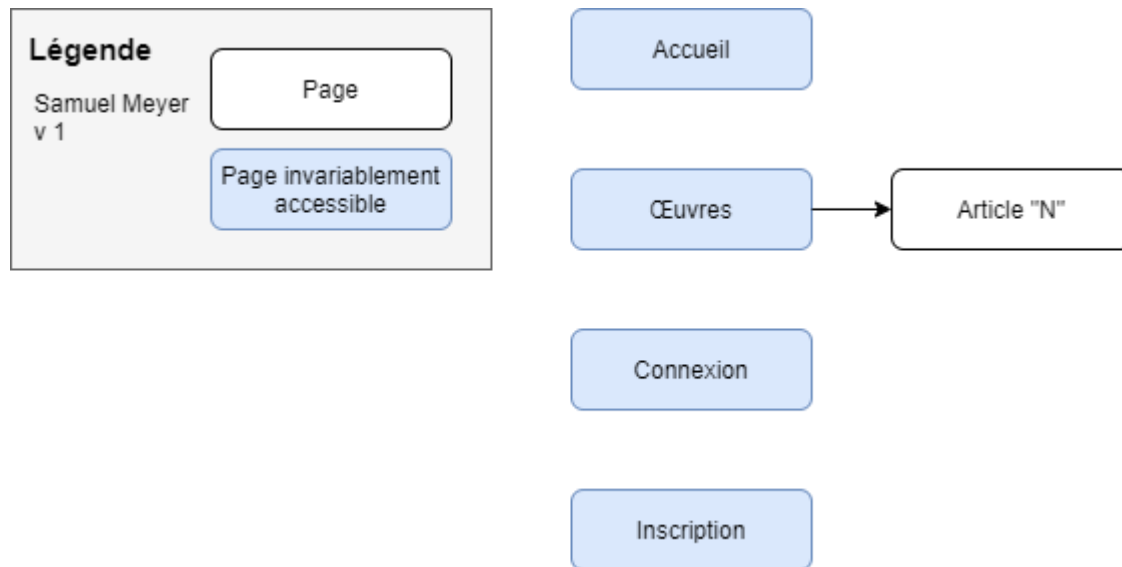 Légende
Samuel Meyer
v 1
Page
Page invariablement
accessible
Accueil
Œuvres
Article "N"
Connexion
Inscription